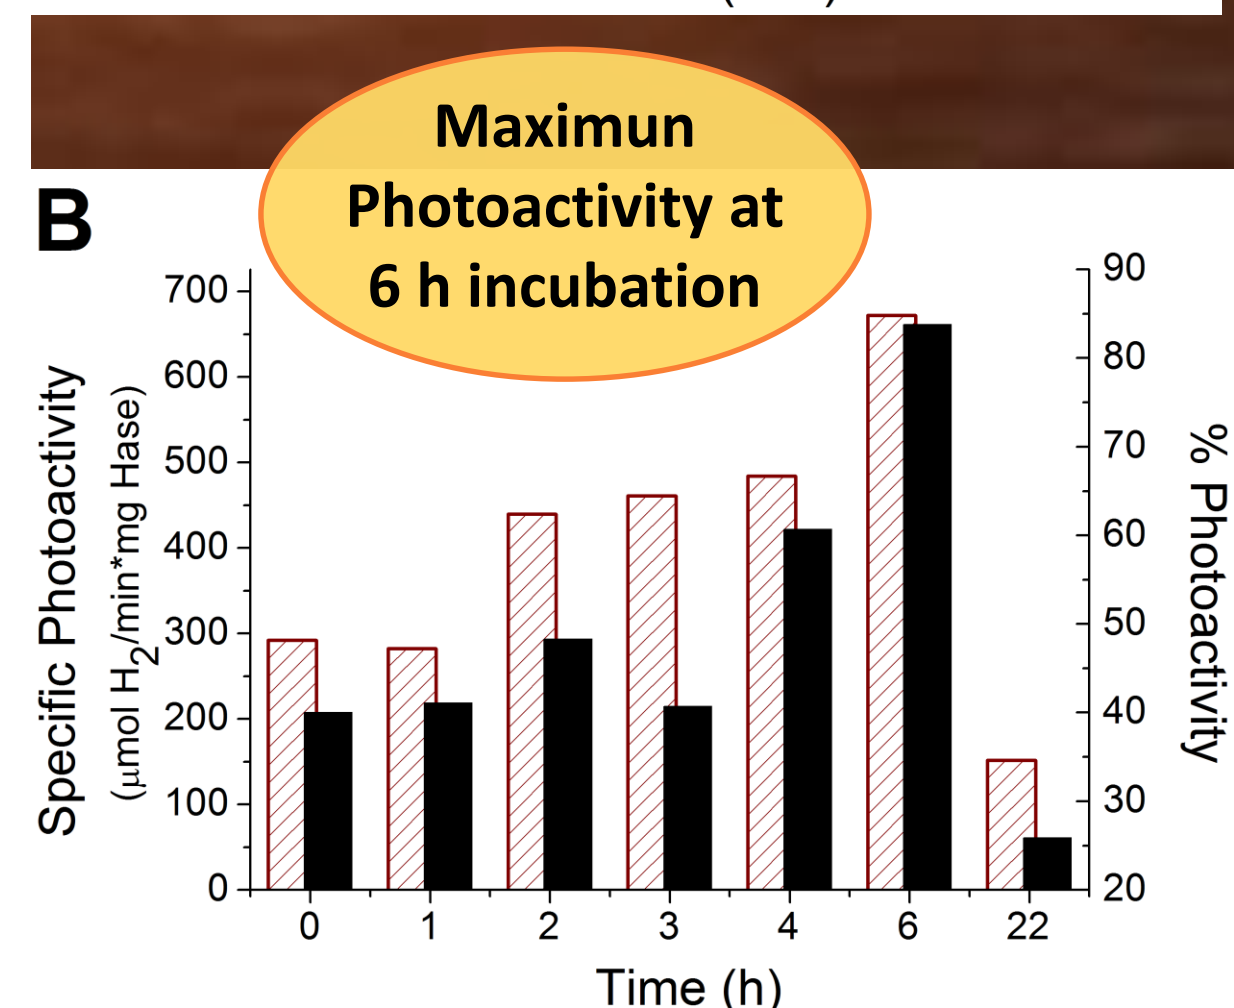 Maximun
Photoactivity at
6 h incubation
B
Specific Photoactivity
(μmol H2/min*mg Hase)
700
600
500
400
300
200
100
0
90
80
70
60
50
40
30
20
% Photoactivity
0 1 2 3 4 6 22
Time (h)